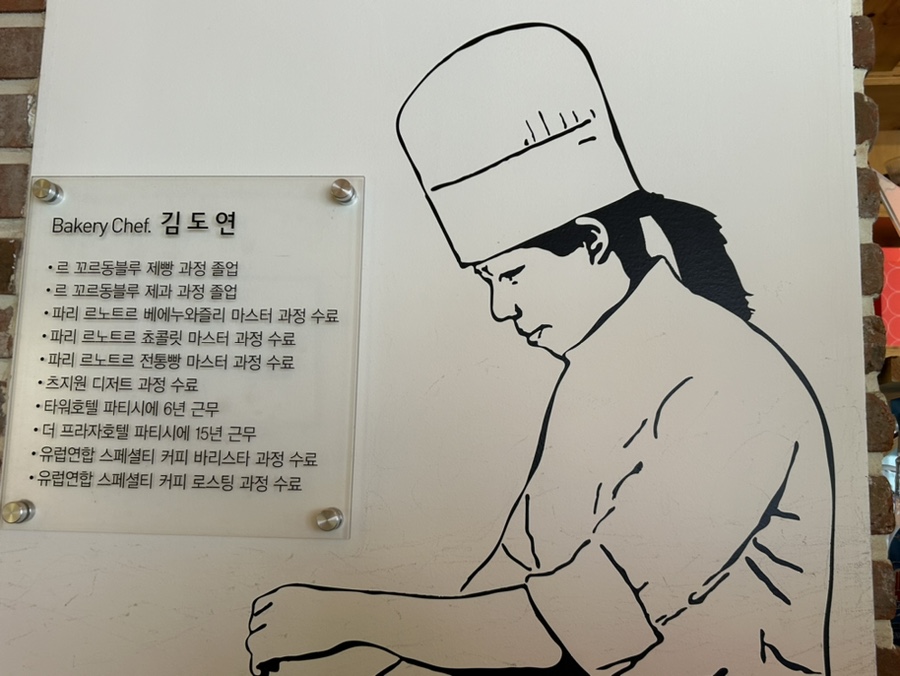 Bakery Chef. 김도연
• 르 꼬르동블루 제빵 과정 졸업
• 르 꼬르동블루 제과 과정 졸업
• 파리 르노트르 베에누와즐리 마스터 과정 수료
• 파리 르노트르 쵸콜릿 마스터 과정 수료
• 파리 르노트르 전통빵 마스터 과정 수료
• 츠지원 디저트 과정 수료
• 타워호텔 파티시에 6년 근무
• 더 프라자호텔 파티시에 15년 근무
• 유럽연합 스페셜티 커피 바리스타 과정 수료
• 유럽연합 스페셜티 커피 로스팅 과정 수료